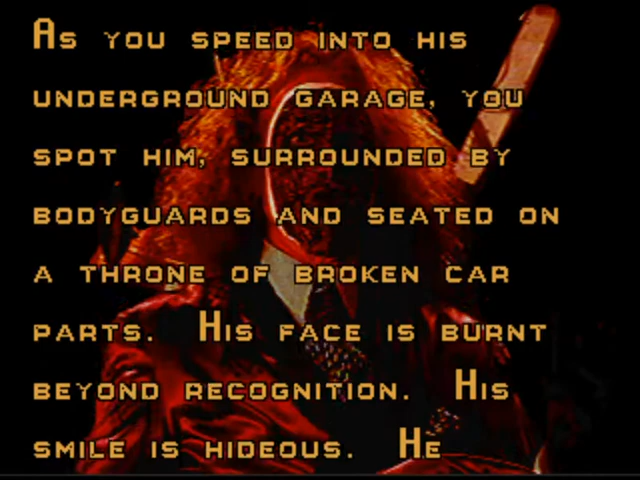 As you speed into his
underground garage, you
spot him, surrounded by
bodyguards and seated on
a throne of broken car
parts. His face is burnt
beyond recognition. His
smile is hideous. He